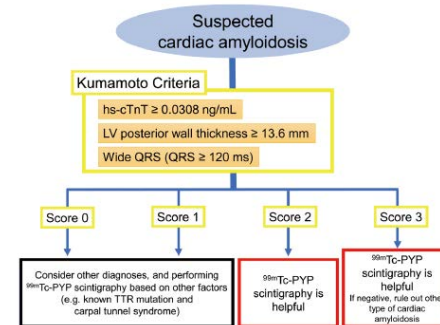 Suspected
cardiac amyloidosis
Kumamoto Criteria
hs-cTnT ≥ 0.0308 ng/mL
LV posterior wall thickness ≥ 13.6 mm
Wide QRS (QRS ≥ 120 ms)
Score 0
Score 1
Score 2
Score 3
Consider other diagnoses, and performing
⁹⁹ᵐTc-PYP scintigraphy based on other factors
(e.g. known TTR mutation and
carpal tunnel syndrome)
⁹⁹ᵐTc-PYP
scintigraphy is
helpful
⁹⁹ᵐTc-PYP
scintigraphy is
helpful
If negative, rule out othe
type of cardiac
amyloidosis